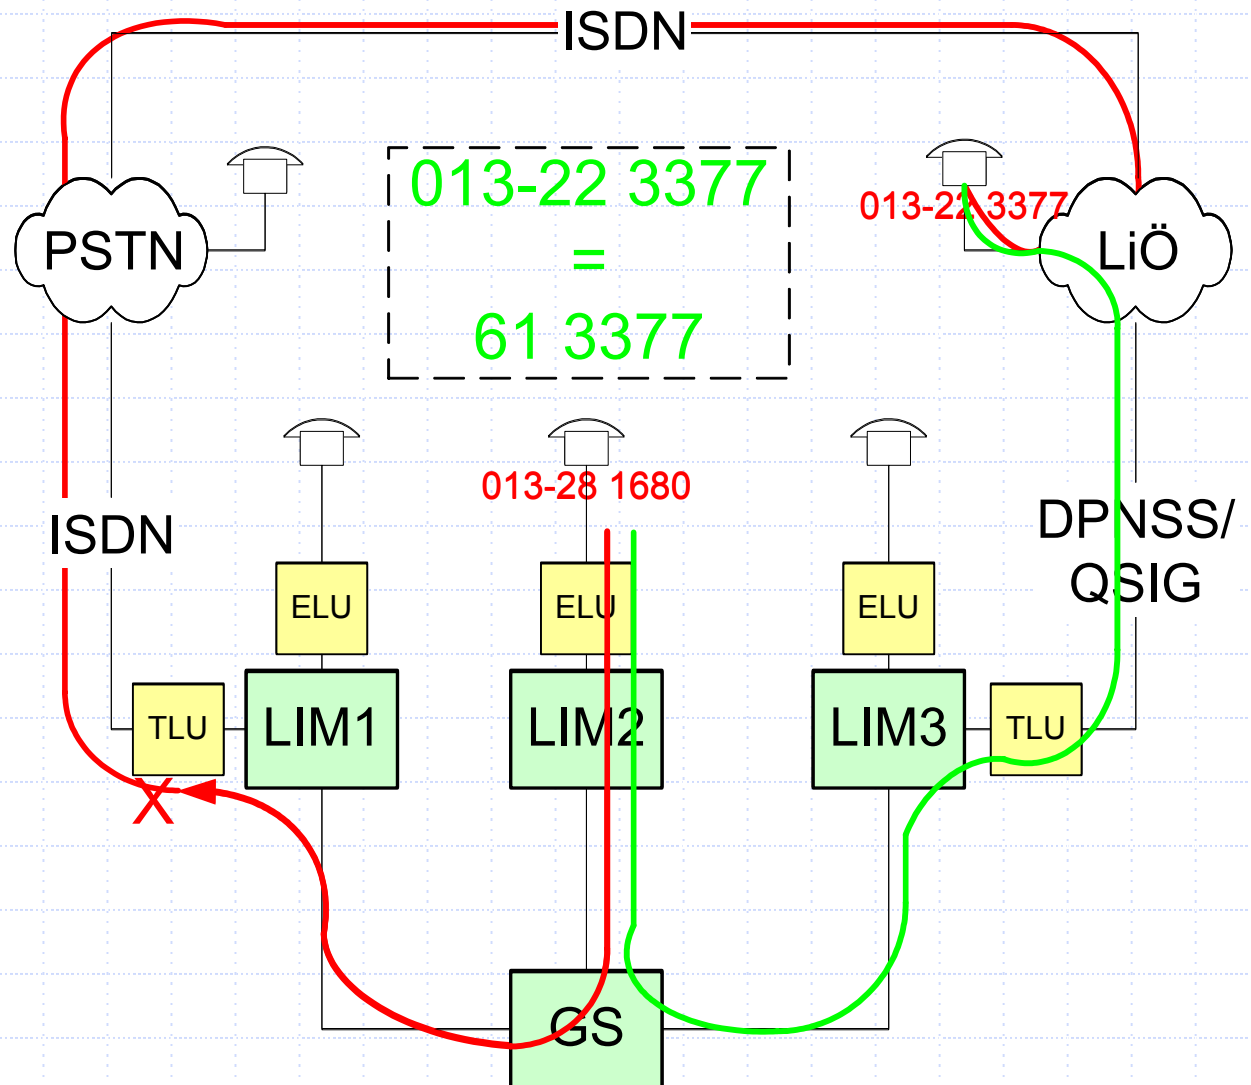 ISDN
013-22 3377
=
61 3377
013-22 3377
PSTN
LiÖ
013-28 1680
ISDN
DPNSS/
QSIG
ELU
ELU
ELU
TLU
LIM1
LIM2
LIM3
TLU
X
GS